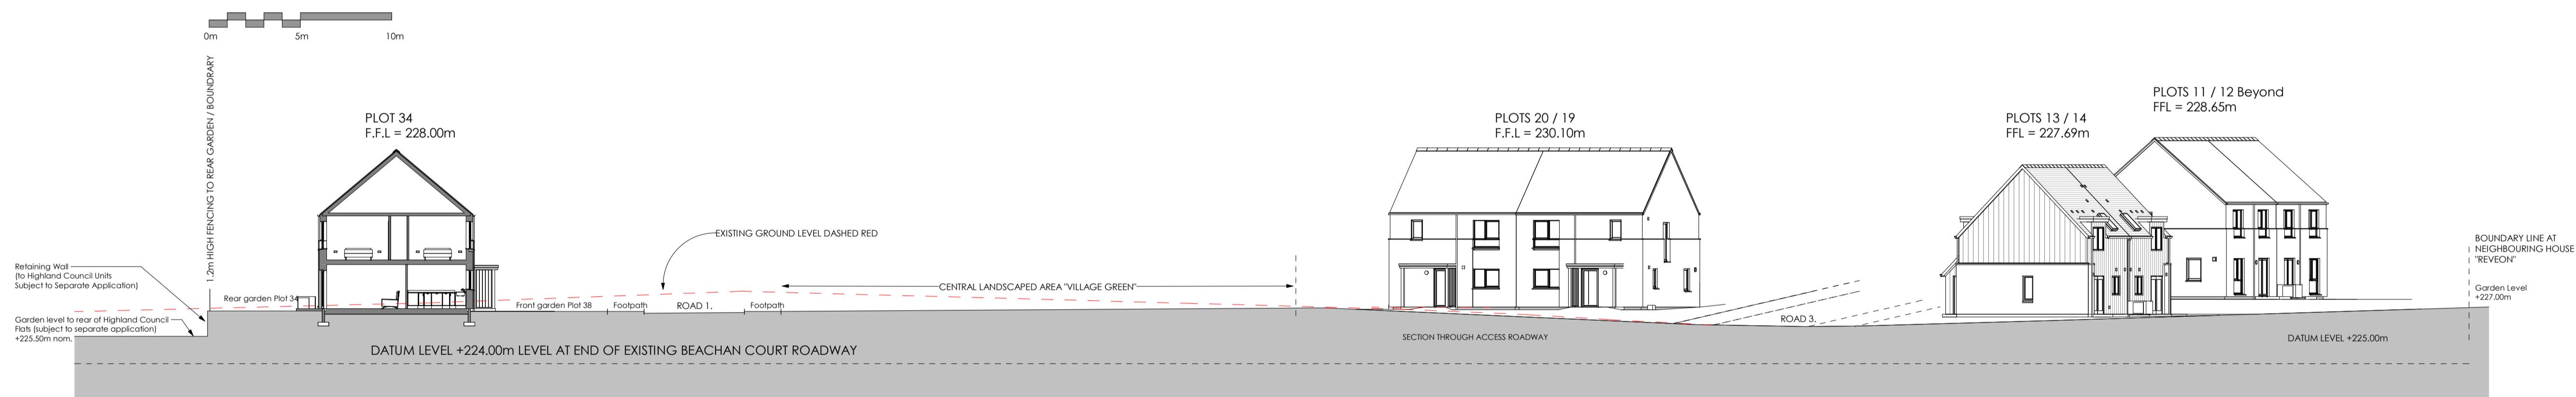 0m 5m 10m
1.2m HIGH FENCING TO REAR GARDEN / BOUNDRARY
PLOT 34
F.F.L = 228.00m
PLOTS 20 / 19
F.F.L = 230.10m
PLOTS 13 / 14
FFL = 227.69m
PLOTS 11 / 12 Beyond
FFL = 228.65m
EXISTING GROUND LEVEL DASHED RED
BOUNDARY LINE AT
NEIGHBOURING HOUSE
"REVEON"
Garden Level
+227.00m
Retaining Wall
(to Highland Council Units
Subject to Separate Application)
Garden level to rear of Highland Council
Flats (subject to separate application)
+225.50m nom.
Rear garden Plot 34
Front garden Plot 38
Footpath
ROAD 1.
Footpath
CENTRAL LANDSCAPED AREA "VILLAGE GREEN"
ROAD 3.
SECTION THROUGH ACCESS ROADWAY
DATUM LEVEL +225.00m
DATUM LEVEL +224.00m LEVEL AT END OF EXISTING BEACHAN COURT ROADWAY